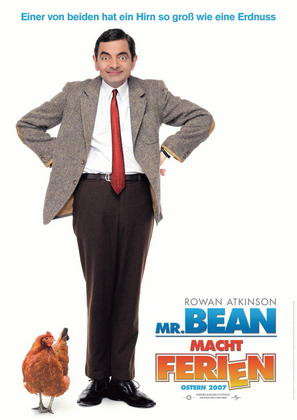 Einer von beiden hat ein Hirn so groß wie eine Erdnuss
ROWAN ATKINSON
MR. BEAN
MACHT
FERIEN
OSTERN 2007